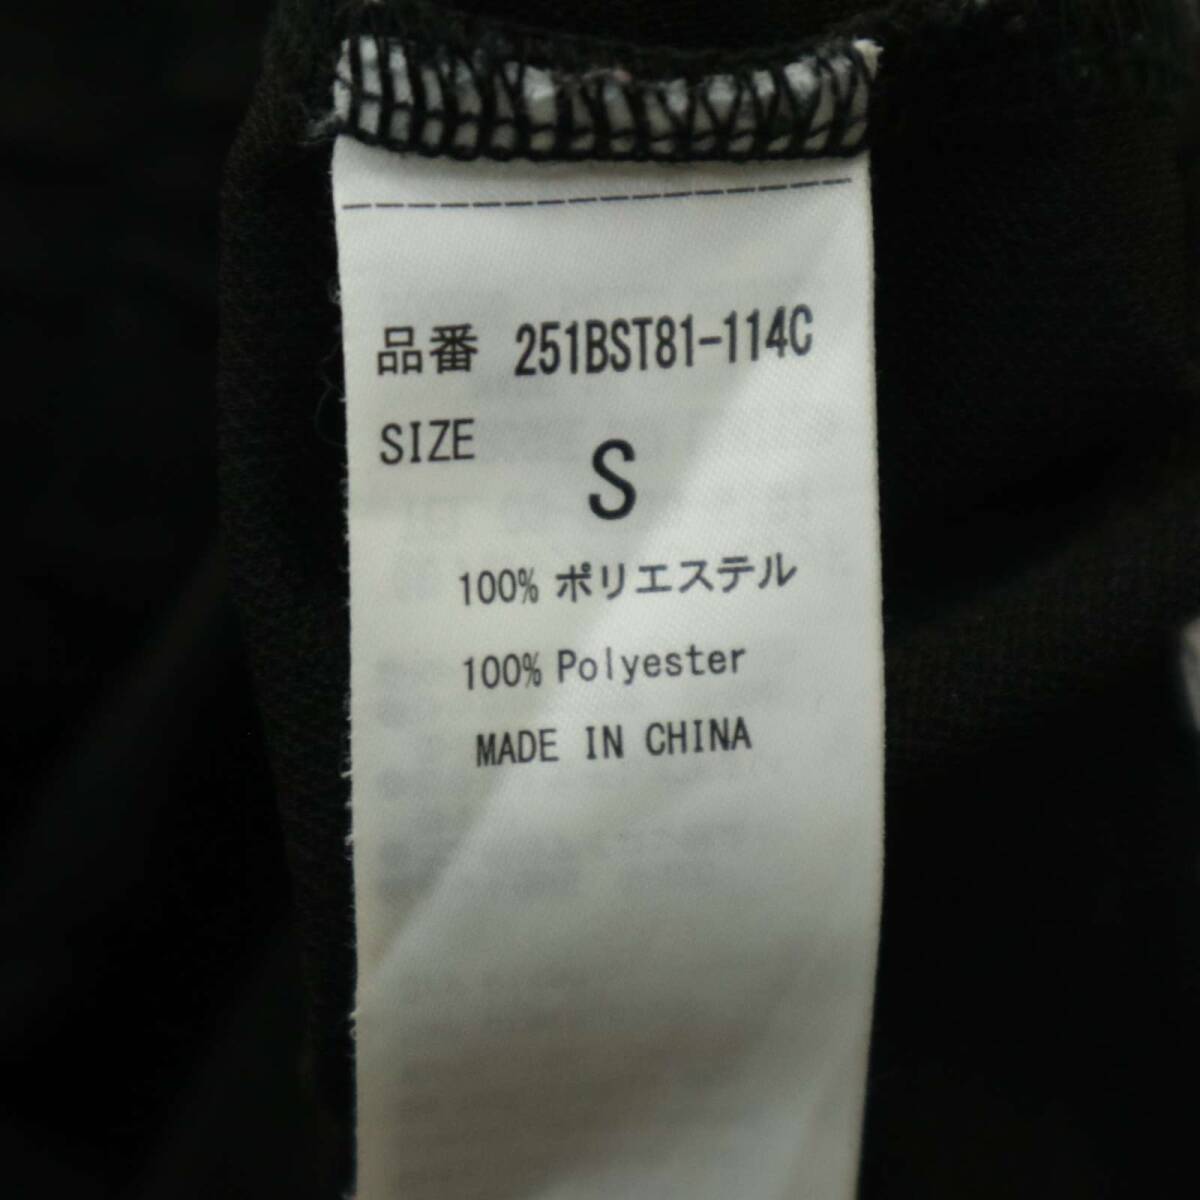 品番 251BST81-114C
SIZE
S
100% ポリエステル
100% Polyester
MADE IN CHINA